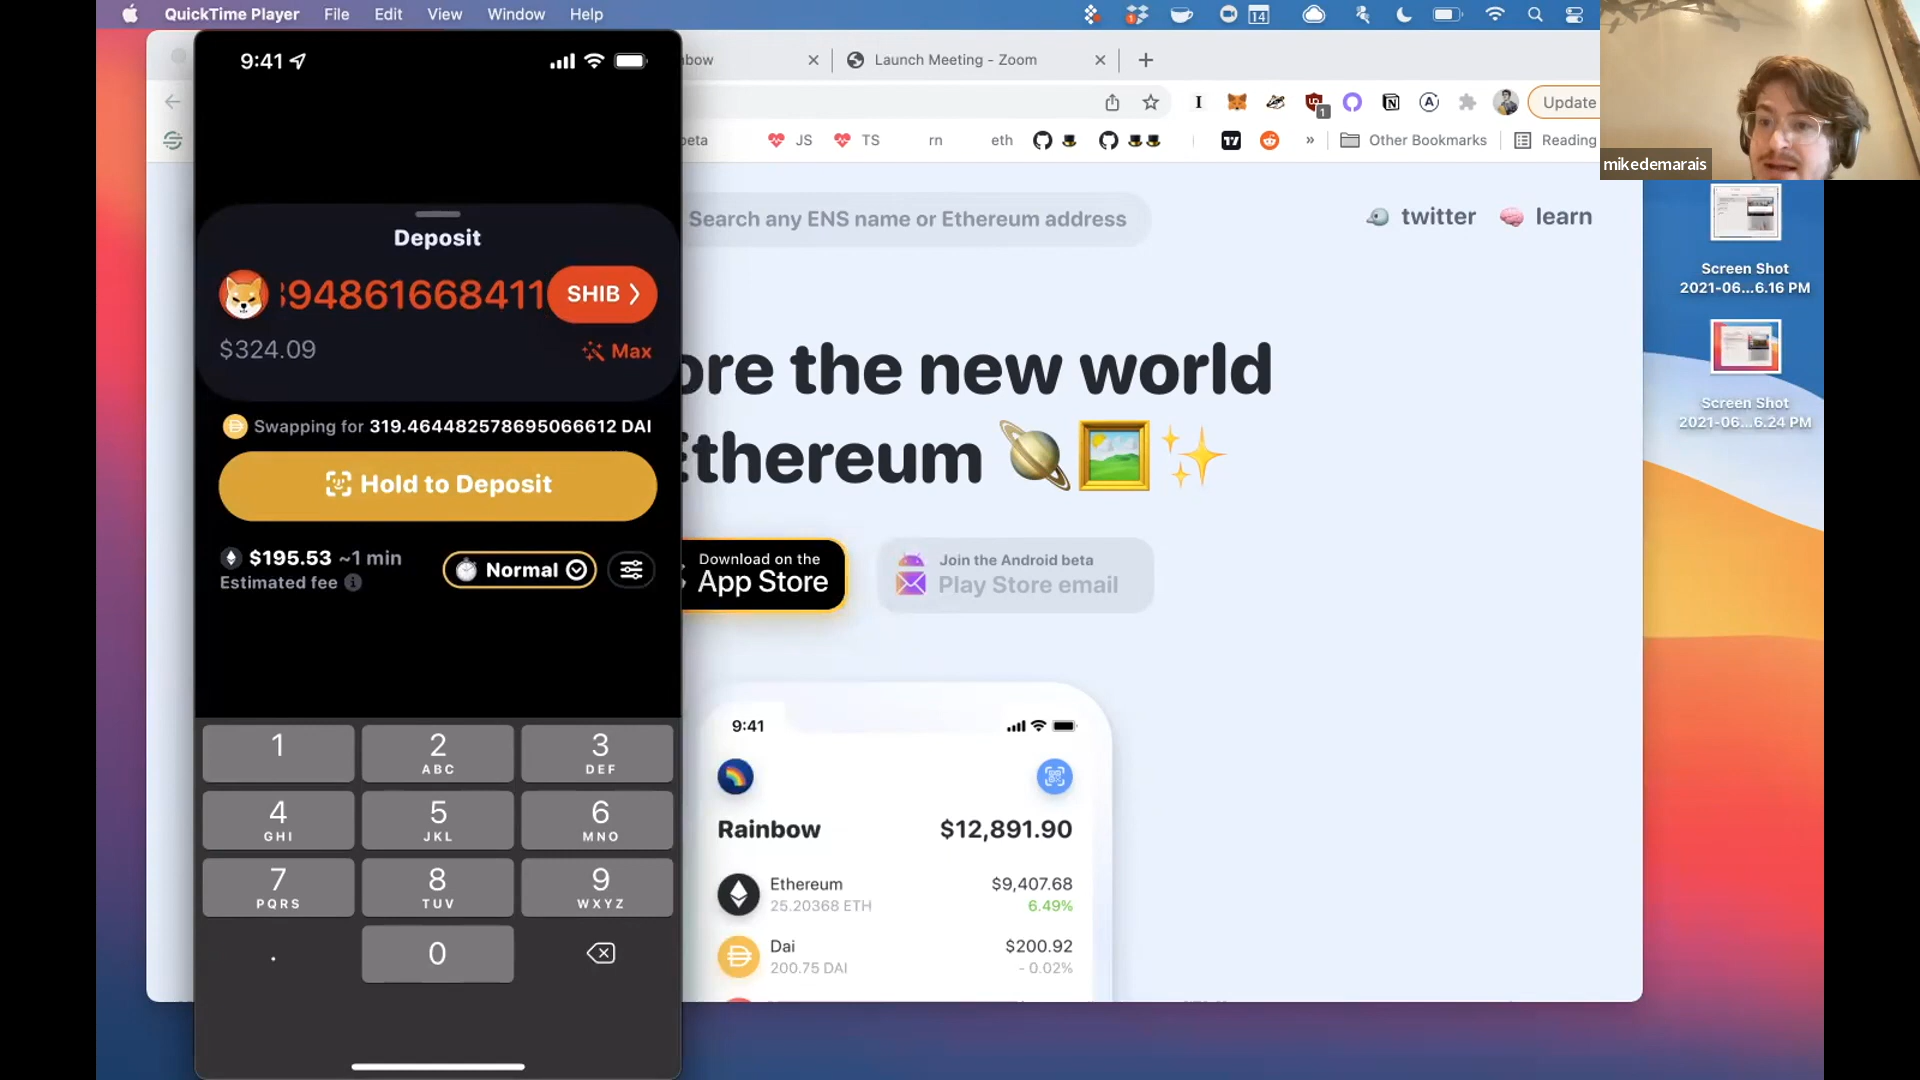 QuickTime Player File Edit View Window Help
1
14
9:41
Launch Meeting - Zoom
1
Update
JS
TS
rn
eth
Other Bookmarks
Reading
mikedemarais
Deposit
94861668411
SHIB
$324.09
Max
Swapping for 319.464482578695066612 DAI
Hold to Deposit
$195.53 ~1 min
Estimated fee
Normal
1
2
ABC
3
DEF
4
GHI
5
JKL
6
MNO
7
PQRS
8
TUV
9
WXYZ
.
0
Search any ENS name or Ethereum address
twitter
learn
ore the new world
Ethereum
Download on the
App Store
Join the Android beta
Play Store email
9:41
Rainbow
$12,891.90
Ethereum
$9,407.68
25.20368 ETH
6.49%
Dai
$200.92
200.75 DAI
- 0.02%
Screen Shot
2021-06...6.16 PM
Screen Shot
2021-06...6.24 PM